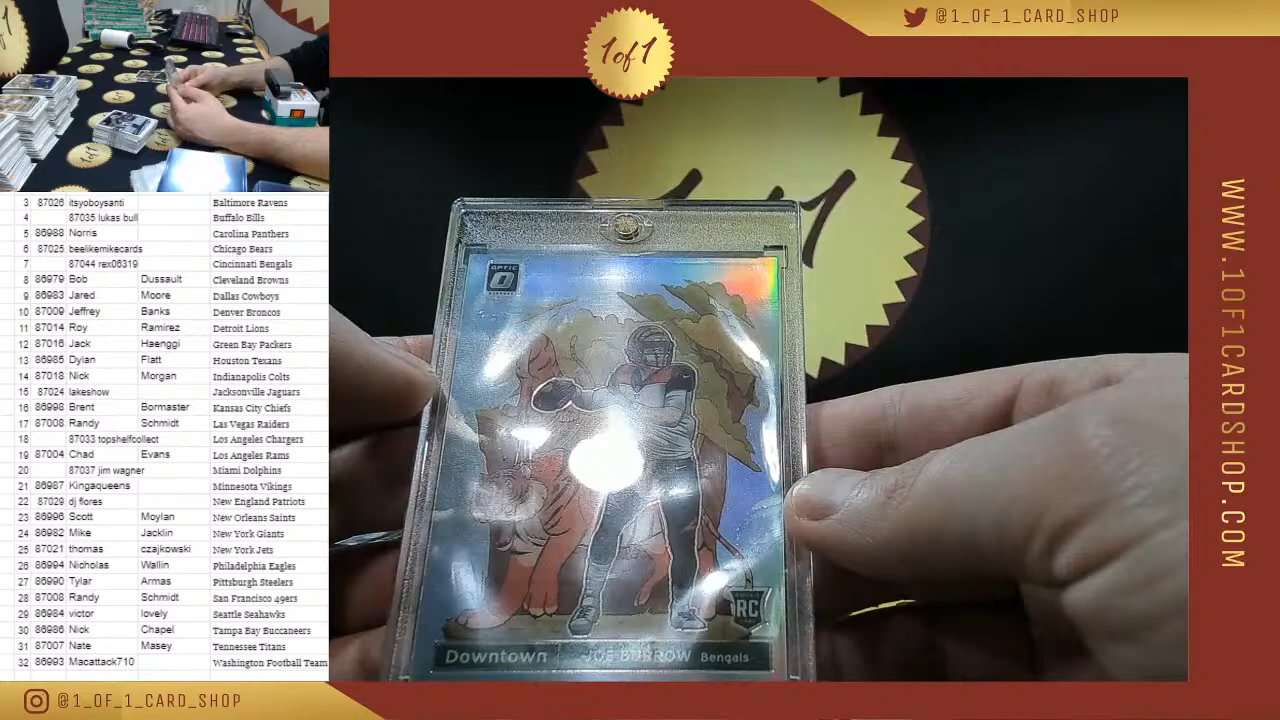 @1_OF_1_CARD_SHOP
1of1
3 87026 itsyoboysanti Baltimore Ravens
4 87035 lukas bull Buffalo Bills
5 86988 Norris Carolina Panthers
6 87025 beelikemikecards Chicago Bears
7 87044 rex06319 Cincinnati Bengals
8 86979 Bob Dussault Cleveland Browns
9 86983 Jared Moore Dallas Cowboys
10 87009 Jeffrey Banks Denver Broncos
11 87014 Roy Ramirez Detroit Lions
12 87016 Jack Haenggi Green Bay Packers
13 86985 Dylan Flatt Houston Texans
14 87018 Nick Morgan Indianapolis Colts
15 87024 lakeshow Jacksonville Jaguars
16 86998 Brent Bormaster Kansas City Chiefs
17 87008 Randy Schmidt Las Vegas Raiders
18 87033 topshelfcollect Los Angeles Chargers
19 87004 Chad Evans Los Angeles Rams
20 87037 jim wagner Miami Dolphins
21 86987 Kingaqueens Minnesota Vikings
22 87029 dj flores New England Patriots
23 86996 Scott Moylan New Orleans Saints
24 86982 Mike Jacklin New York Giants
25 87021 thomas czajkowski New York Jets
26 86994 Nicholas Wallin Philadelphia Eagles
27 86990 Tylar Armas Pittsburgh Steelers
28 87008 Randy Schmidt San Francisco 49ers
29 86984 victor lovely Seattle Seahawks
30 86986 Nick Chapel Tampa Bay Buccaneers
31 87007 Nate Masey Tennessee Titans
32 86993 Macattack710 Washington Football Team
OPTIC
RC
Downtown JOE BURROW Bengals
WWW.1OF1CARDSHOP.COM
@1_OF_1_CARD_SHOP